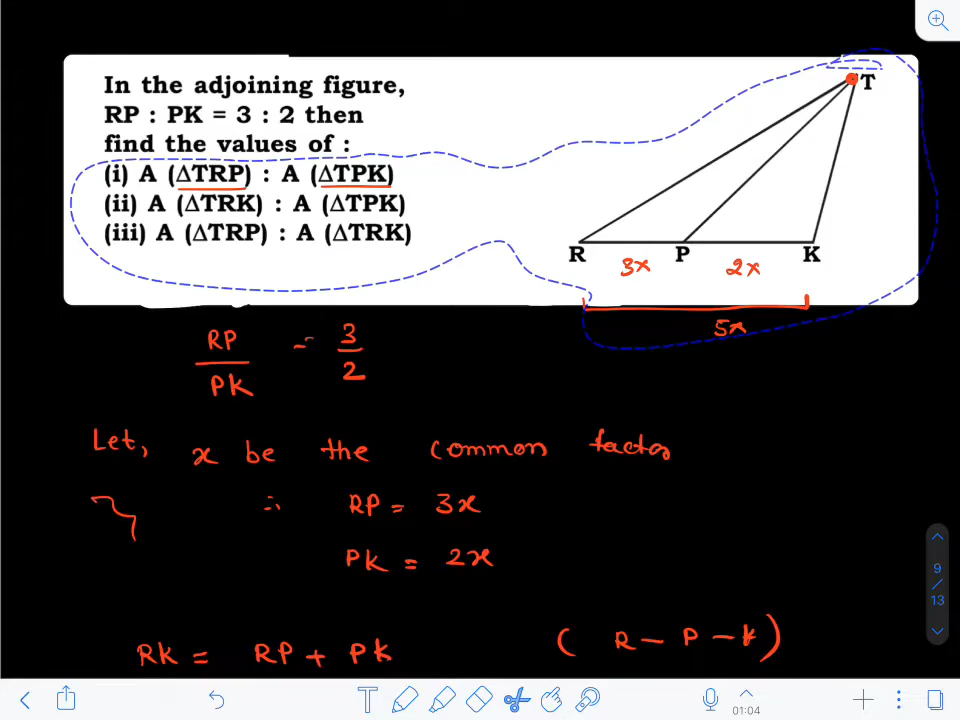 In the adjoining figure,
RP : PK = 3 : 2 then
find the values of :
(i) A (ΔTRP) : A (ΔTPK)
(ii) A (ΔTRK) : A (ΔTPK)
(iii) A (ΔTRP) : A (ΔTRK)
T
R P K
3x 2x
5x
RP/PK = 3/2
Let, x be the common factor
∴ RP = 3x
PK = 2x
RK = RP + PK (R - P - K)
9
/
13
T
01:04